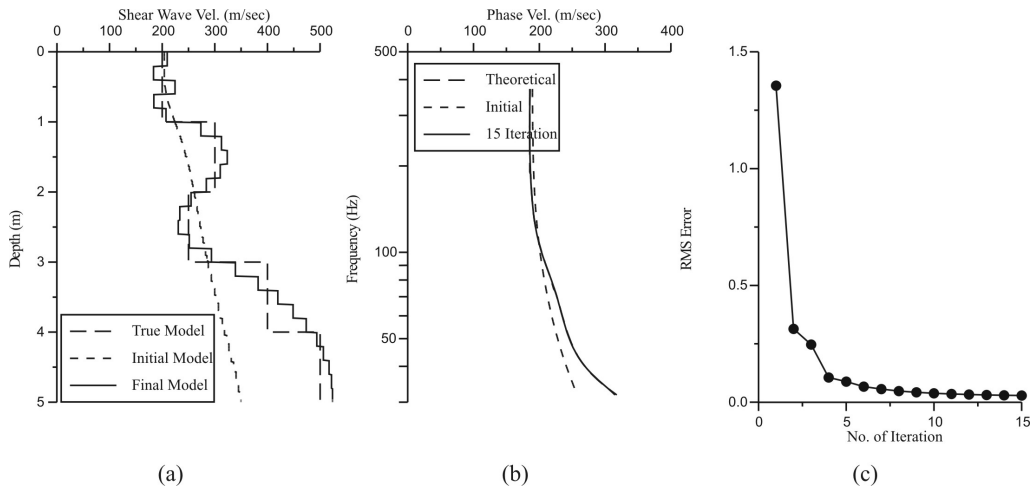 Shear Wave Vel. (m/sec)
0 100 200 300 400 500
Depth (m)
0
1
2
3
4
5
True Model
Initial Model
Final Model
(a)
Phase Vel. (m/sec)
0 100 200 300 400
Frequency (Hz)
500
100
50
Theoretical
Initial
15 Iteration
(b)
RMS Error
1.5
1.0
0.5
0.0
0 5 10 15
No. of Iteration
(c)